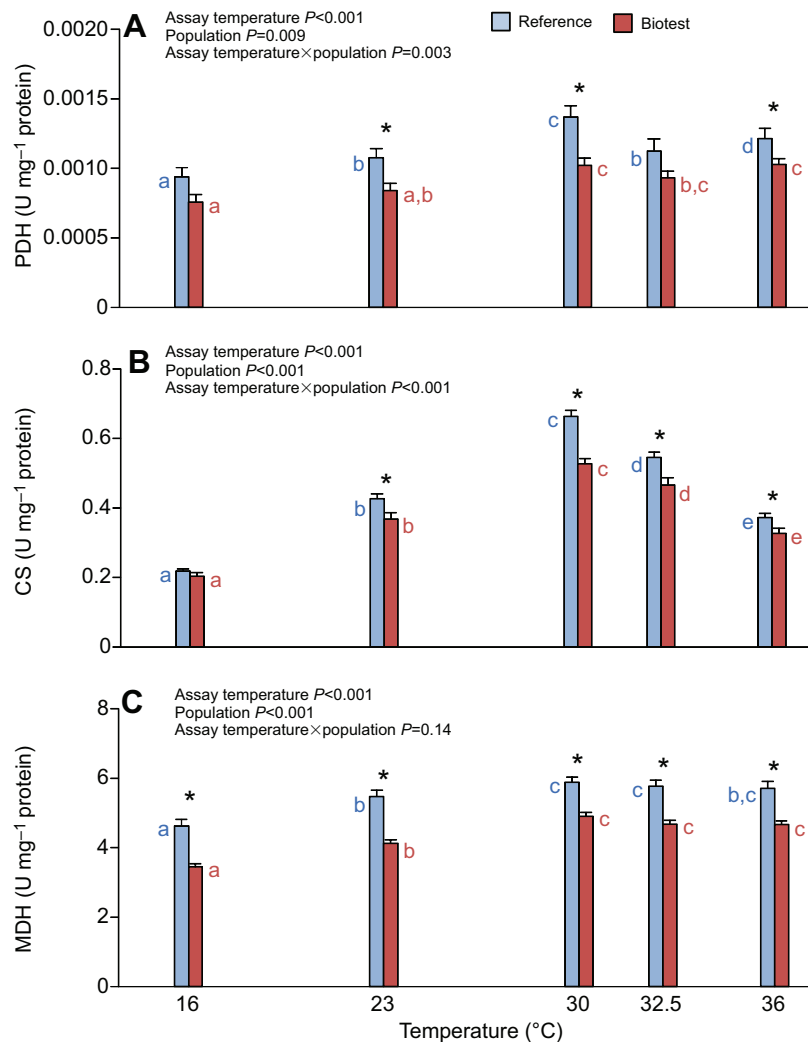 A
Assay temperature P<0.001
Population P=0.009
Assay temperature×population P=0.003
Reference
Biotest
PDH (U mg⁻¹ protein)
0.0020
0.0015
0.0010
0.0005
0
a
a
b
*
a,b
c
*
c
b
b,c
d
*
c
B
Assay temperature P<0.001
Population P<0.001
Assay temperature×population P<0.001
CS (U mg⁻¹ protein)
0.8
0.6
0.4
0.2
0
a
a
b
*
b
c
*
c
d
*
d
e
*
e
C
Assay temperature P<0.001
Population P<0.001
Assay temperature×population P=0.14
MDH (U mg⁻¹ protein)
8
6
4
2
0
a
*
a
b
*
b
c
*
c
c
*
c
b,c
*
c
16
23
30
32.5
36
Temperature (°C)